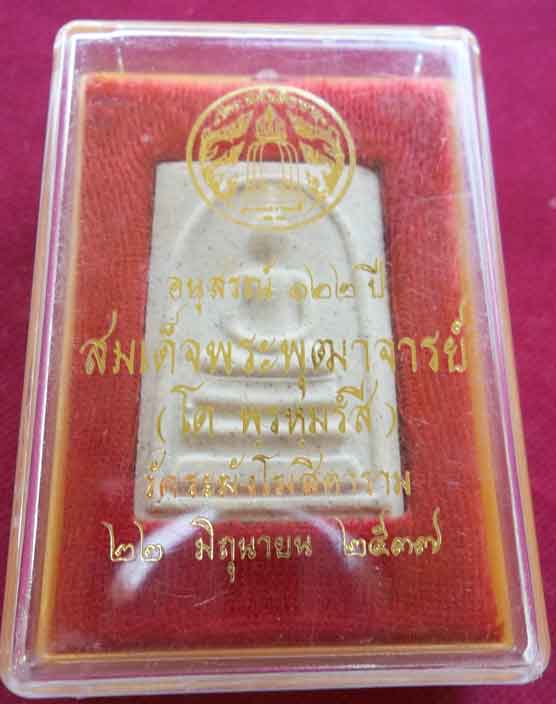 อนุสรณ์ ๑๒๒ ปี
สมเด็จพระพุฒาจารย์
( โต พฺรหฺมรํสี )
วัดระฆังโฆสิตาราม
๒๒ มิถุนายน ๒๕๓๗